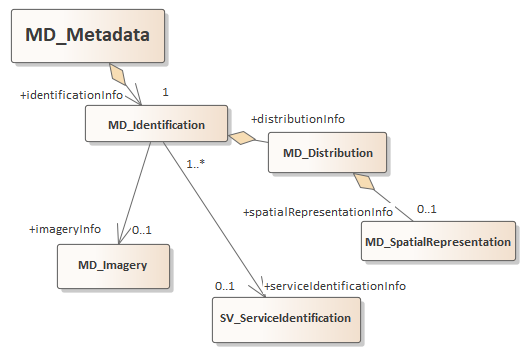 MD_Metadata
+identificationInfo
1
MD_Identification
+distributionInfo
MD_Distribution
1..*
+spatialRepresentationInfo
0..1
+imageryInfo
0..1
MD_SpatialRepresentation
MD_Imagery
0..1
+serviceIdentificationInfo
SV_ServiceIdentification